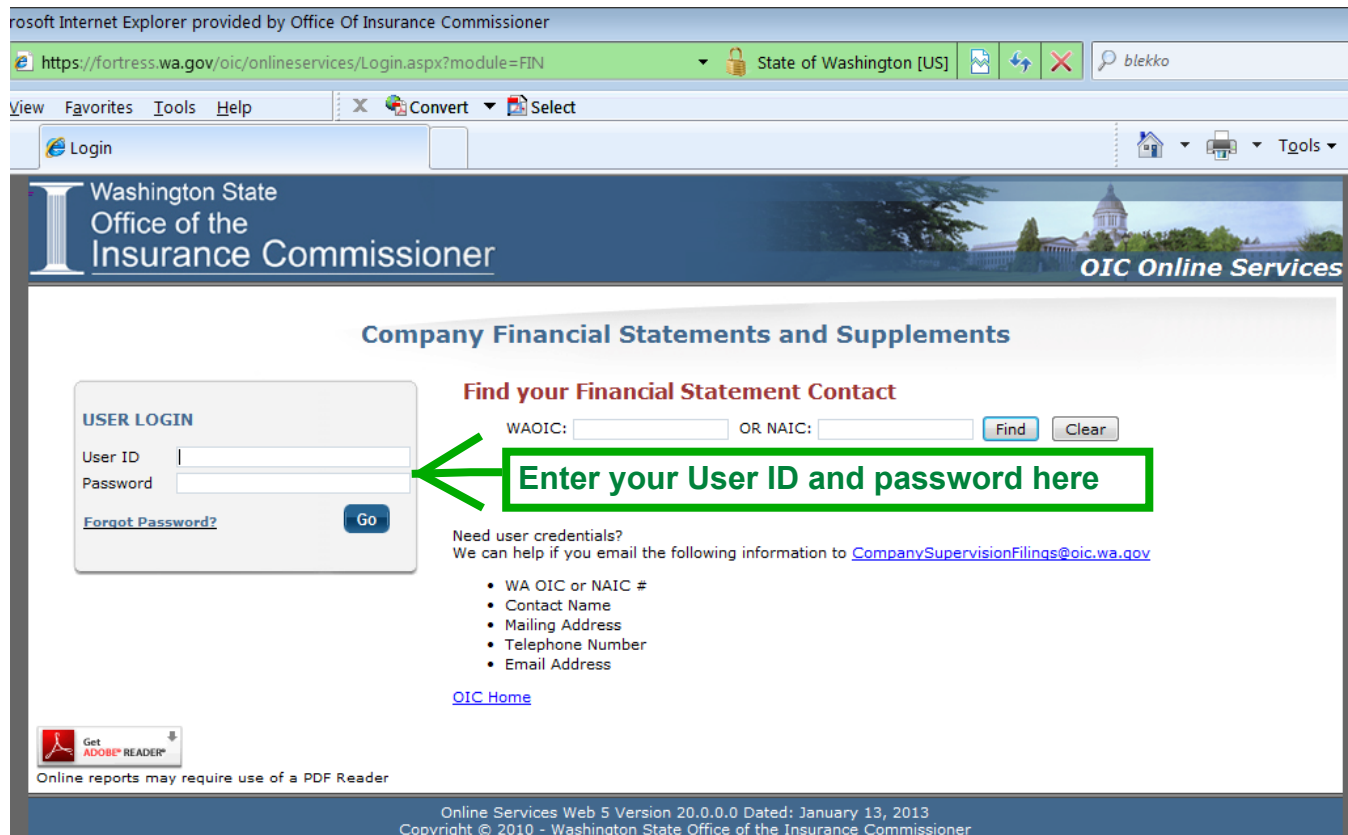 rosoft Internet Explorer provided by Office Of Insurance Commissioner
https://fortress.wa.gov/oic/onlineservices/Login.aspx?module=FIN State of Washington [US] blekko
View Favorites Tools Help X Convert Select
Login Tools
Washington State
Office of the
Insurance Commissioner
OIC Online Services
Company Financial Statements and Supplements
Find your Financial Statement Contact
WAOIC: OR NAIC: Find Clear
USER LOGIN
User ID
Password
Forgot Password? Go
Enter your User ID and password here
Need user credentials?
We can help if you email the following information to CompanySupervisionFilings@oic.wa.gov
• WA OIC or NAIC #
• Contact Name
• Mailing Address
• Telephone Number
• Email Address
OIC Home
Get
ADOBE® READER®
Online reports may require use of a PDF Reader
Online Services Web 5 Version 20.0.0.0 Dated: January 13, 2013
Copyright © 2010 - Washington State Office of the Insurance Commissioner